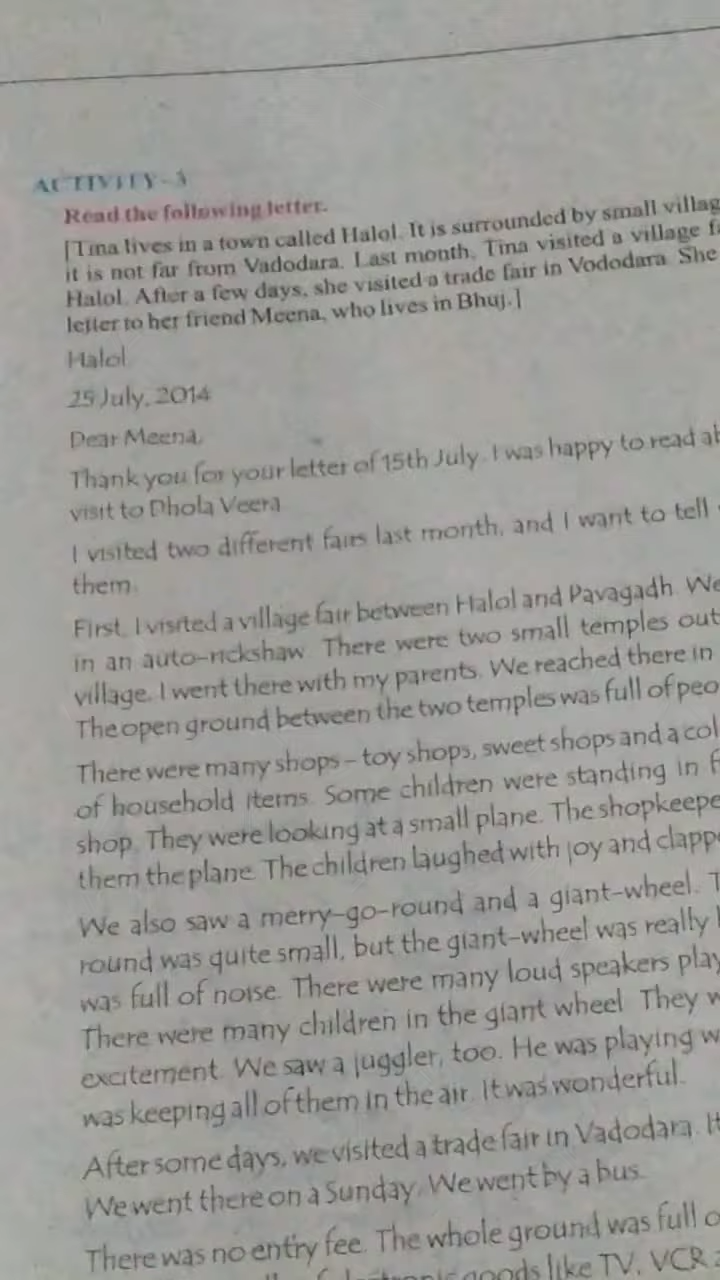 ACTIVITY-3
Read the following letter.
[Tina lives in a town called Halol. It is surrounded by small villag
it is not far from Vadodara. Last month, Tina visited a village fa
Halol. After a few days, she visited a trade fair in Vododara. She
letter to her friend Meena, who lives in Bhuj.]
Halol
25 July, 2014
Dear Meena,
Thank you for your letter of 15th July. I was happy to read ab
visit to Dhola Veera
I visited two different fairs last month, and I want to tell
them.
First, I visited a village fair between Halol and Pavagadh. We
in an auto-rickshaw. There were two small temples out
village. I went there with my parents. We reached there in
The open ground between the two temples was full of peo
There were many shops – toy shops, sweet shops and a col
of household items. Some children were standing in f
shop. They were looking at a small plane. The shopkeepe
them the plane. The children laughed with joy and clapp
We also saw a merry-go-round and a giant-wheel. T
round was quite small, but the giant-wheel was really
was full of noise. There were many loud speakers play
There were many children in the giant wheel. They w
excitement. We saw a juggler, too. He was playing w
was keeping all of them in the air. It was wonderful.
After some days, we visited a trade fair in Vadodara. It
We went there on a Sunday. We went by a bus.
There was no entry fee. The whole ground was full o
goods like TV, VCR